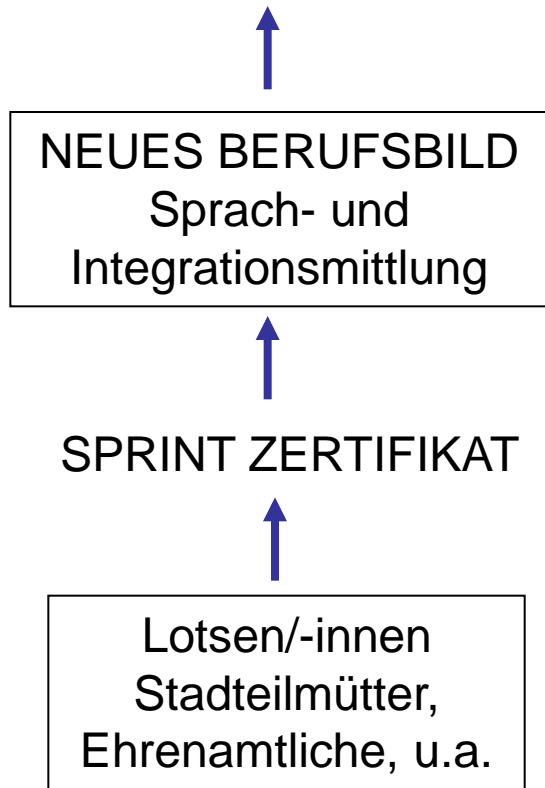 NEUES BERUFSBILD
Sprach- und
Integrationsmittlung
SPRINT ZERTIFIKAT
Lotsen/-innen
Stadteilmütter,
Ehrenamtliche, u.a.